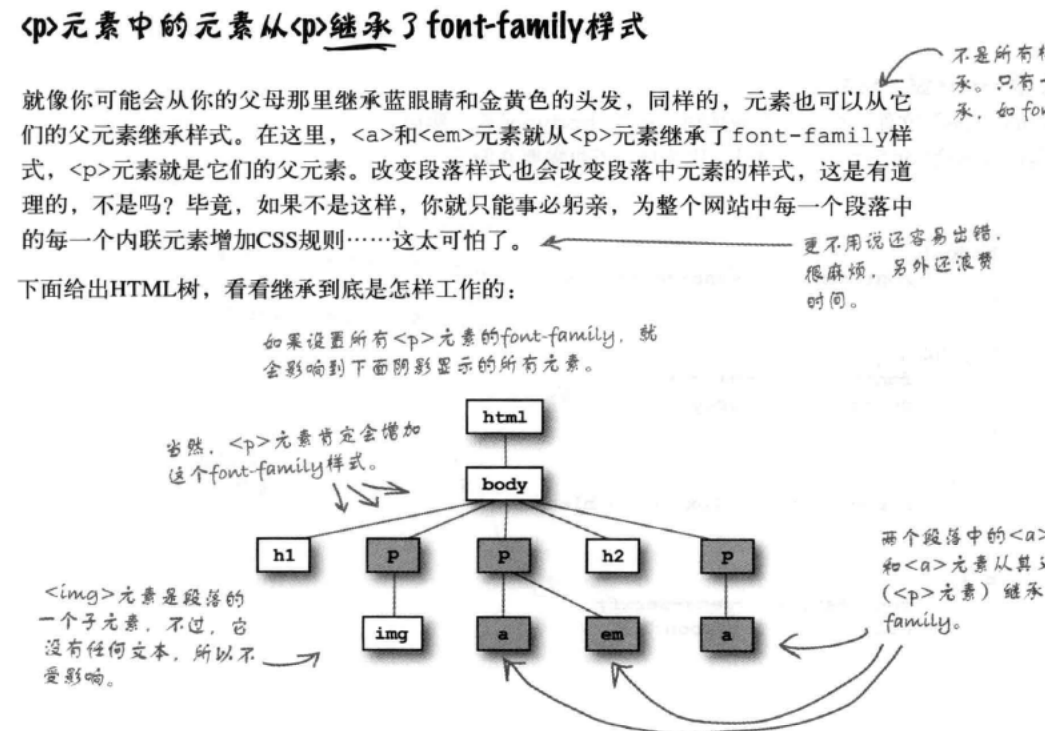 <p>元素中的元素从<p>继承了font-family样式
不是所有
承。只有
承，如 fon
就像你可能会从你的父母那里继承蓝眼睛和金黄色的头发，同样的，元素也可以从它
们的父元素继承样式。在这里，<a>和<em>元素就从<p>元素继承了font-family样
式，<p>元素就是它们的父元素。改变段落样式也会改变段落中元素的样式，这是有道
理的，不是吗？毕竟，如果不是这样，你就只能事必躬亲，为整个网站中每一个段落中
的每一个内联元素增加CSS规则……这太可怕了。
更不用说还容易出错，
很麻烦，另外还浪费
时间。
下面给出HTML树，看看继承到底是怎样工作的：
如果设置所有<p>元素的font-family，就
会影响到下面阴影显示的所有元素。
当然，<p>元素肯定会增加
这个font-family样式。
html
body
h1 p p h2 p
img a em a
<img>元素是段落的
一个子元素，不过，它
没有任何文本，所以不
受影响。
两个段落中的<a>
和<a>元素从其
(<p>元素) 继承
family。